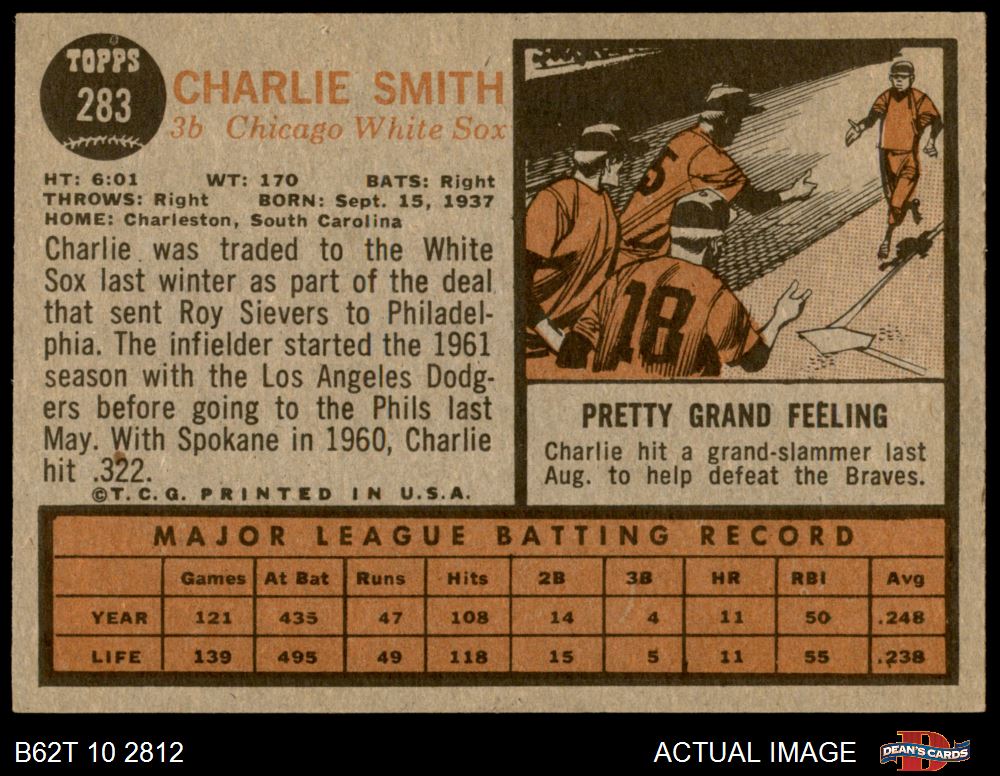 TOPPS
283
CHARLIE SMITH
3b Chicago White Sox
HT: 6:01 WT: 170 BATS: Right
THROWS: Right BORN: Sept. 15, 1937
HOME: Charleston, South Carolina
Charlie was traded to the White
Sox last winter as part of the deal
that sent Roy Sievers to Philadel-
phia. The infielder started the 1961
season with the Los Angeles Dodg-
ers before going to the Phils last
May. With Spokane in 1960, Charlie
hit .322.
©T.C.G. PRINTED IN U.S.A.
5
18
PRETTY GRAND FEELING
Charlie hit a grand-slammer last
Aug. to help defeat the Braves.
MAJOR LEAGUE BATTING RECORD
Games At Bat Runs Hits 2B 3B HR RBI Avg
YEAR 121 435 47 108 14 4 11 50 .248
LIFE 139 495 49 118 15 5 11 55 .238
B62T 10 2812
ACTUAL IMAGE
D
DEAN'S CARDS